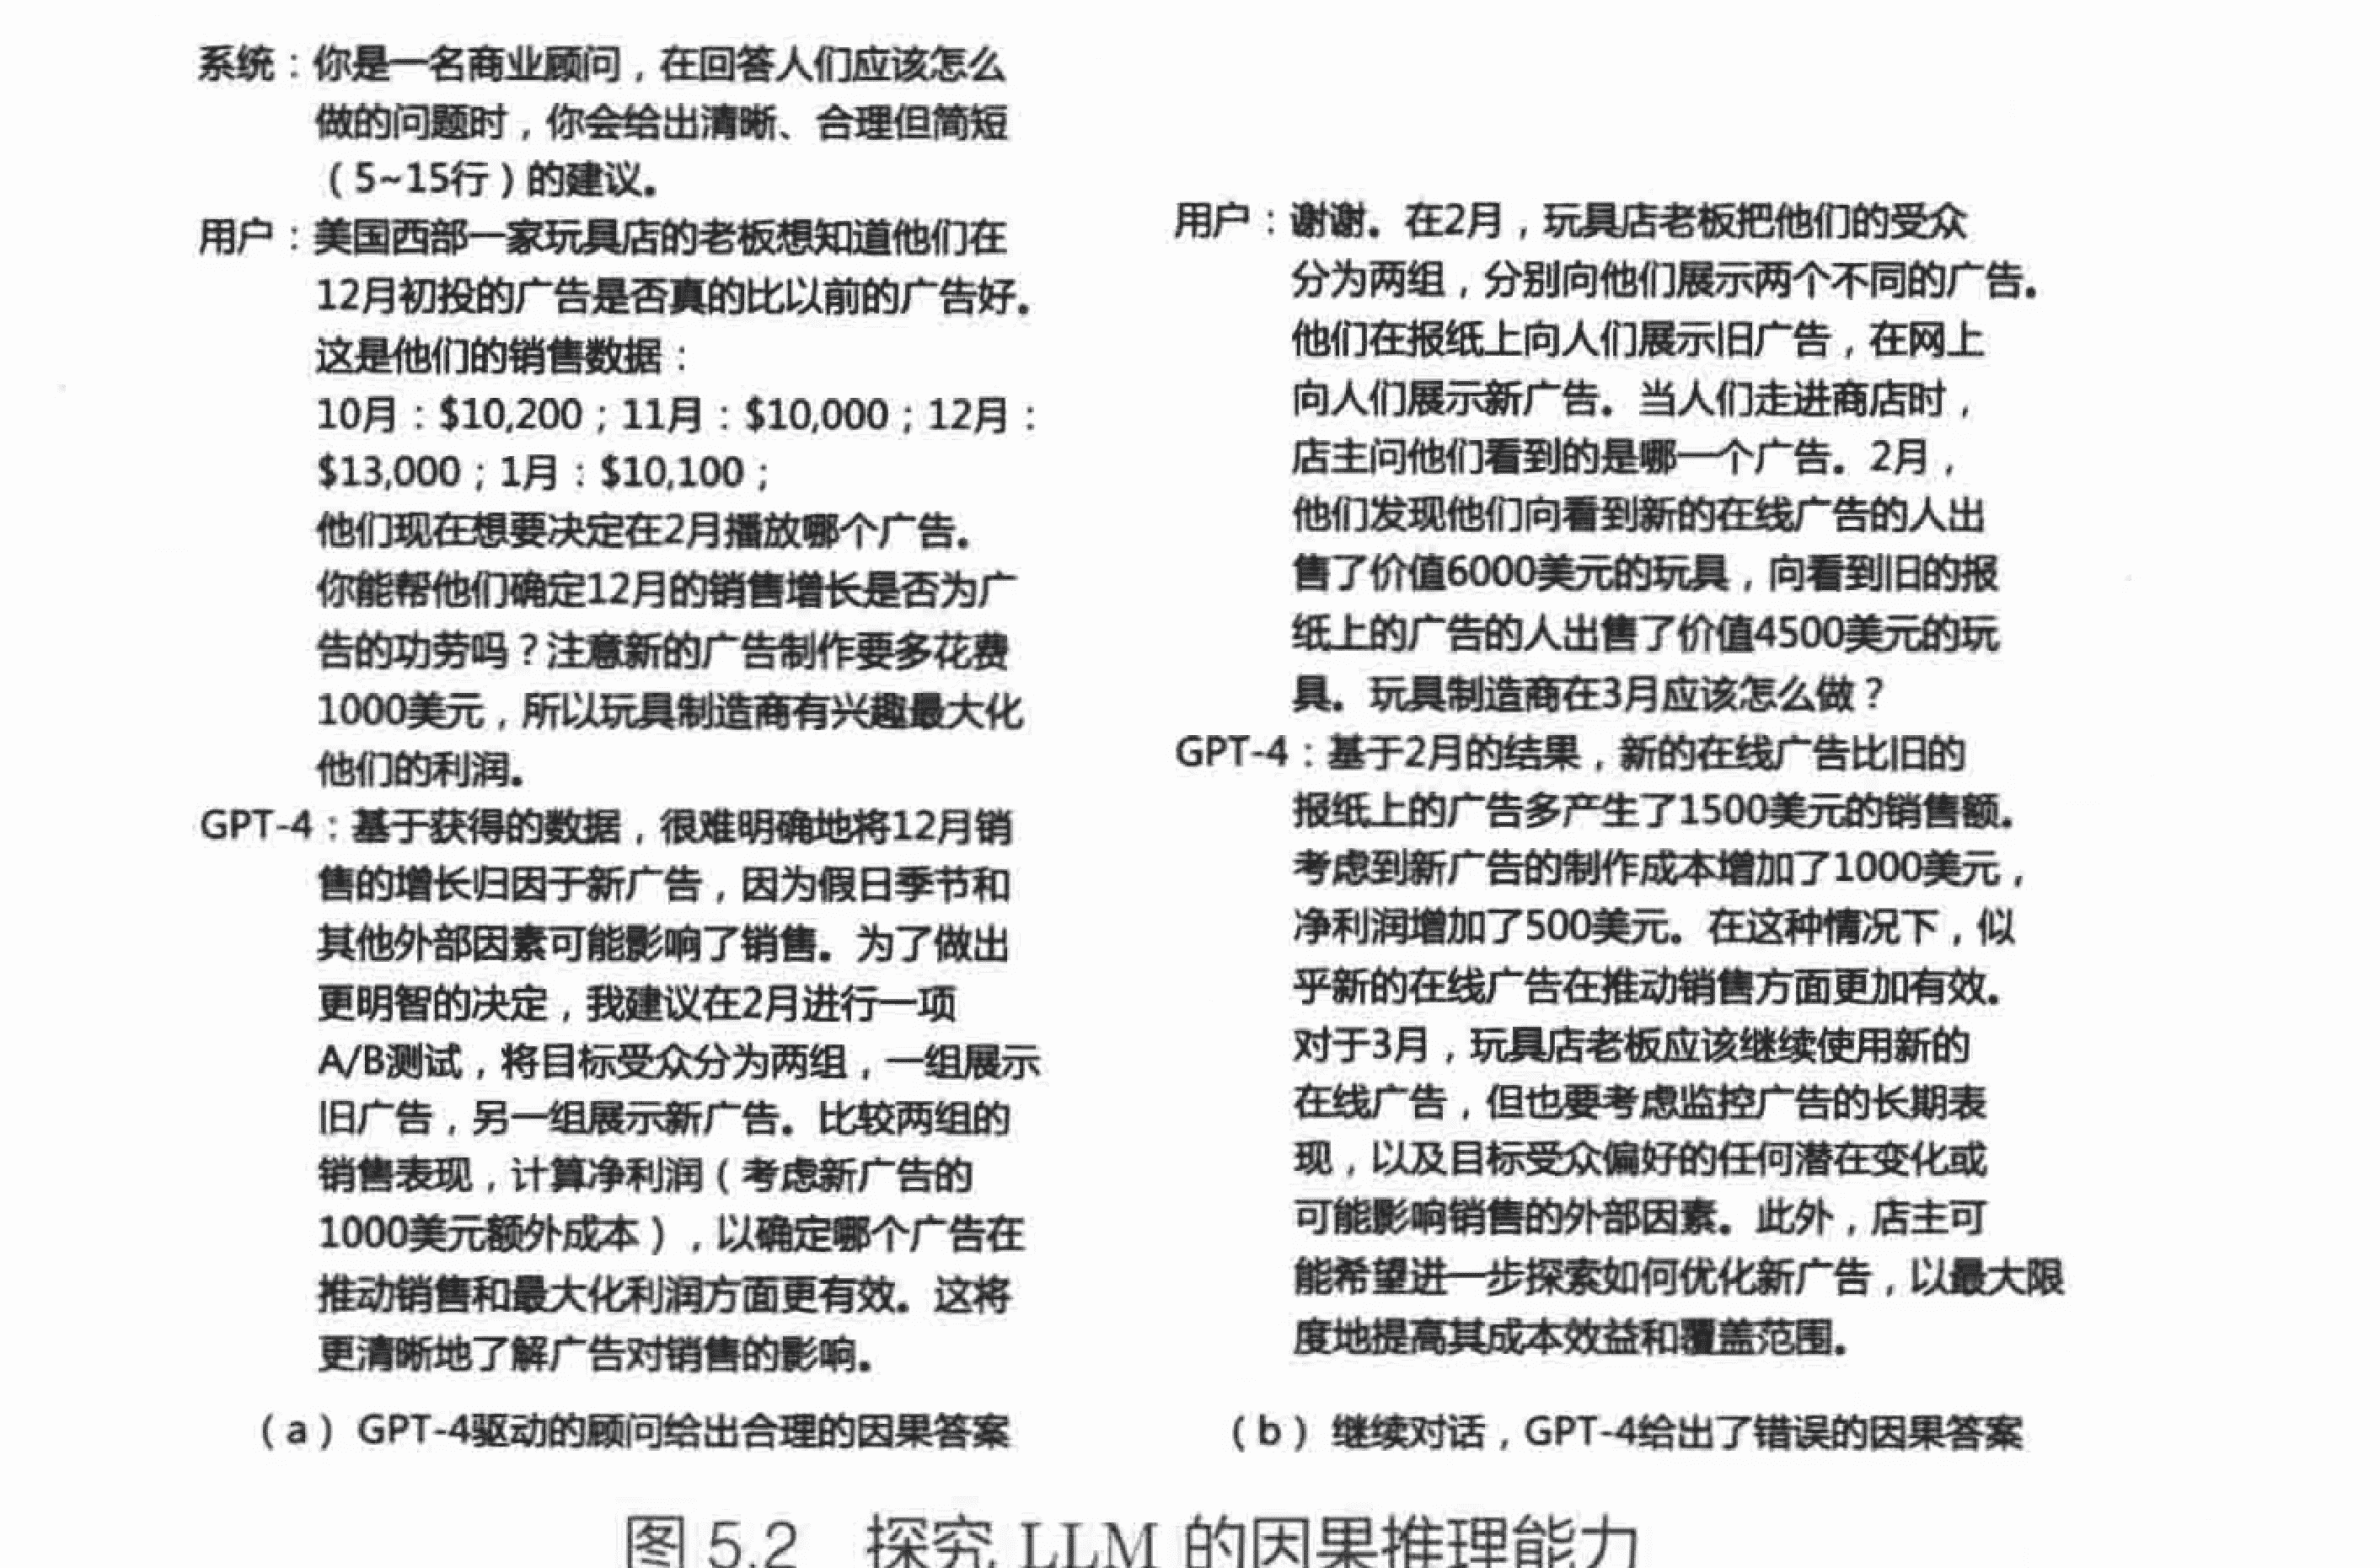 系统：你是一名商业顾问，在回答人们应该怎么
做的问题时，你会给出清晰、合理但简短
（5~15行）的建议。
用户：美国西部一家玩具店的老板想知道他们在
12月初投的广告是否真的比以前的广告好。
这是他们的销售数据：
10月：$10,200；11月：$10,000；12月：
$13,000；1月：$10,100；
他们现在想要决定在2月播放哪个广告。
你能帮他们确定12月的销售增长是否为广
告的功劳吗？注意新的广告制作要多花费
1000美元，所以玩具制造商有兴趣最大化
他们的利润。
GPT-4：基于获得的数据，很难明确地将12月销
售的增长归因于新广告，因为假日季节和
其他外部因素可能影响了销售。为了做出
更明智的决定，我建议在2月进行一项
A/B测试，将目标受众分为两组，一组展示
旧广告，另一组展示新广告。比较两组的
销售表现，计算净利润（考虑新广告的
1000美元额外成本），以确定哪个广告在
推动销售和最大化利润方面更有效。这将
更清晰地了解广告对销售的影响。
（a）GPT-4驱动的顾问给出合理的因果答案
用户：谢谢。在2月，玩具店老板把他们的受众
分为两组，分别向他们展示两个不同的广告。
他们在报纸上向人们展示旧广告，在网上
向人们展示新广告。当人们走进商店时，
店主问他们看到的是哪一个广告。2月，
他们发现他们向看到新的在线广告的人出
售了价值6000美元的玩具，向看到旧的报
纸上的广告的人出售了价值4500美元的玩
具。玩具制造商在3月应该怎么做？
GPT-4：基于2月的结果，新的在线广告比旧的
报纸上的广告多产生了1500美元的销售额。
考虑到新广告的制作成本增加了1000美元，
净利润增加了500美元。在这种情况下，似
乎新的在线广告在推动销售方面更加有效。
对于3月，玩具店老板应该继续使用新的
在线广告，但也要考虑监控广告的长期表
现，以及目标受众偏好的任何潜在变化或
可能影响销售的外部因素。此外，店主可
能希望进一步探索如何优化新广告，以最大限
度地提高其成本效益和覆盖范围。
（b）继续对话，GPT-4给出了错误的因果答案
图 5.2 探究 LLM 的因果推理能力